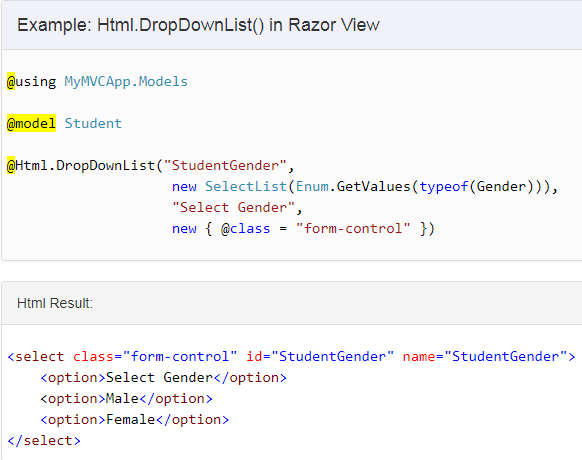 Example: Html.DropDownList() in Razor View
@using MyMVCApp.Models
@model Student
@Html.DropDownList("StudentGender",
new SelectList(Enum.GetValues(typeof(Gender))),
"Select Gender",
new { @class = "form-control" })
Html Result:
<select class="form-control" id="StudentGender" name="StudentGender">
<option>Select Gender</option>
<option>Male</option>
<option>Female</option>
</select>